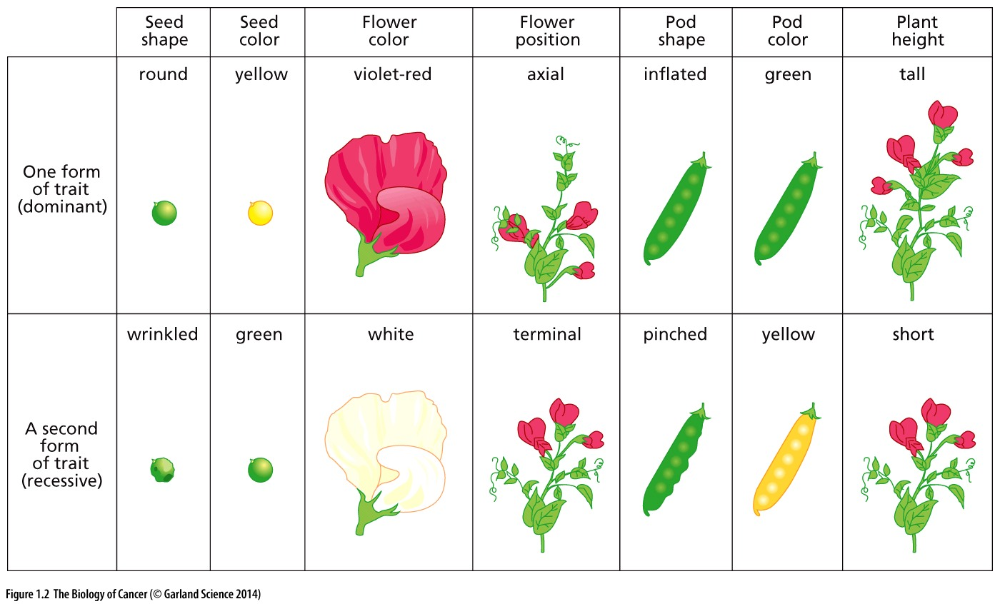 Seed shape
Seed color
Flower color
Flower position
Pod shape
Pod color
Plant height
One form
of trait
(dominant)
round
yellow
violet-red
axial
inflated
green
tall
A second
form
of trait
(recessive)
wrinkled
green
white
terminal
pinched
yellow
short
Figure 1.2 The Biology of Cancer (© Garland Science 2014)